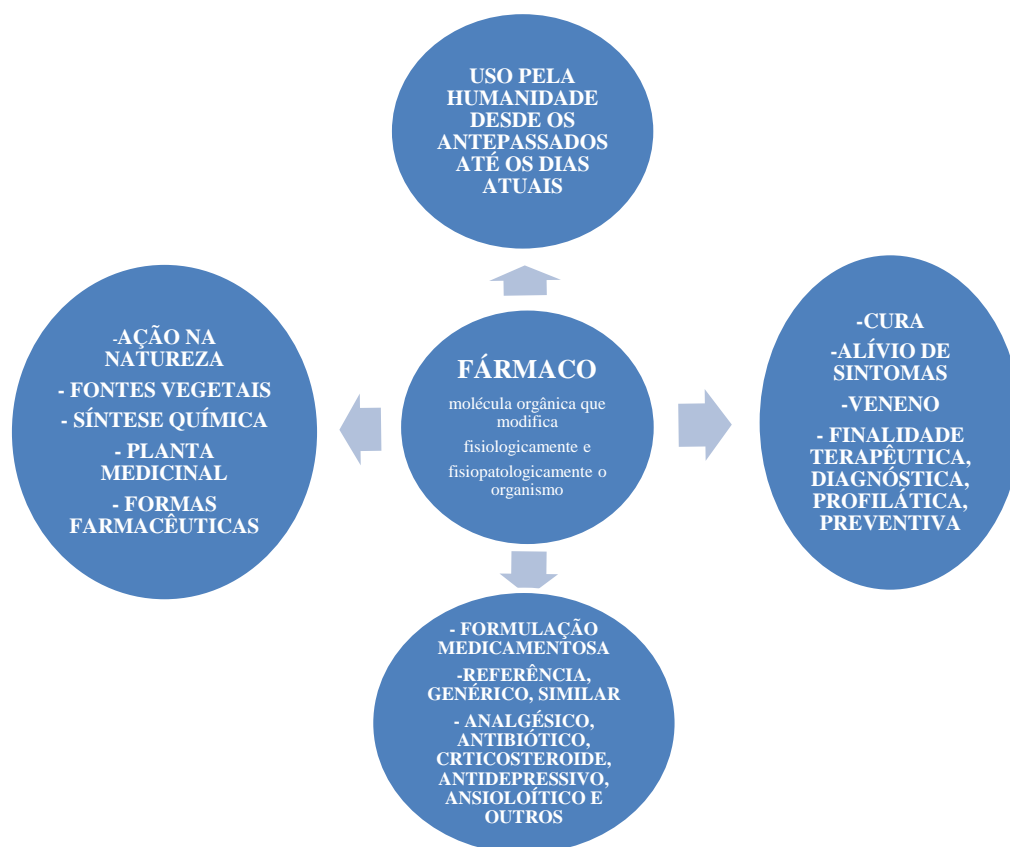 USO PELA
HUMANIDADE
DESDE OS
ANTEPASSADOS
ATÉ OS DIAS
ATUAIS
-AÇÃO NA
NATUREZA
- FONTES VEGETAIS
- SÍNTESE QUÍMICA
- PLANTA
MEDICINAL
- FORMAS
FARMACÊUTICAS
FÁRMACO
molécula orgânica que
modifica
fisiologicamente e
fisiopatologicamente o
organismo
-CURA
-ALÍVIO DE
SINTOMAS
-VENENO
- FINALIDADE
TERAPÊUTICA,
DIAGNÓSTICA,
PROFILÁTICA,
PREVENTIVA
- FORMULAÇÃO
MEDICAMENTOSA
-REFERÊNCIA,
GENÉRICO, SIMILAR
- ANALGÉSICO,
ANTIBIÓTICO,
CRTICOSTEROIDE,
ANTIDEPRESSIVO,
ANSIOLOÍTICO E
OUTROS